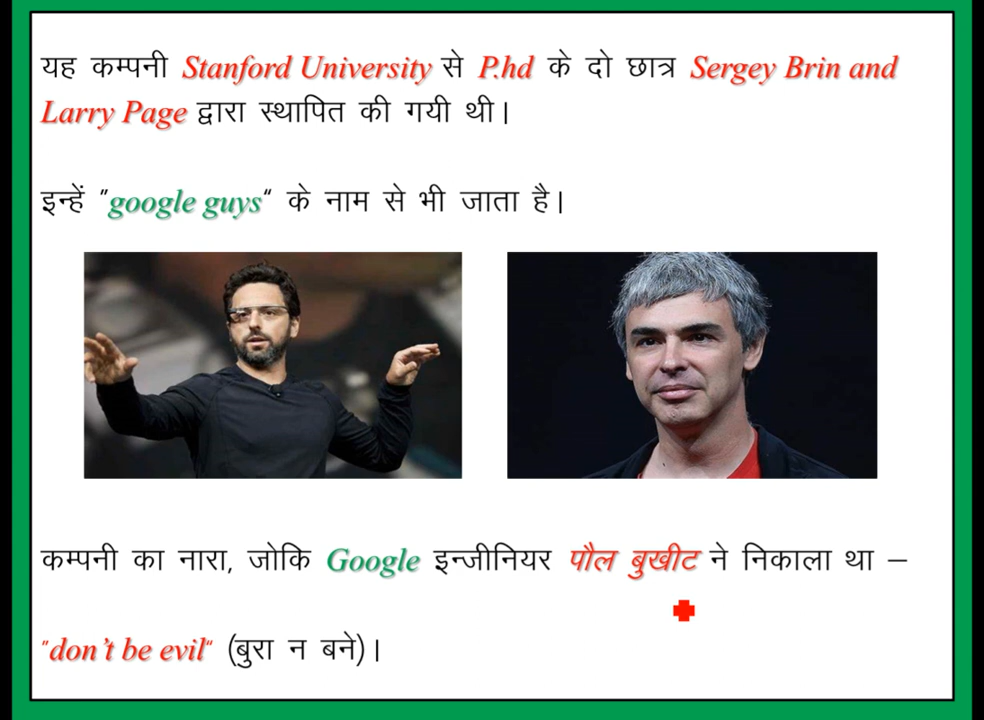 यह कम्पनी Stanford University से P.hd के दो छात्र Sergey Brin and
Larry Page द्वारा स्थापित की गयी थी।
इन्हें "google guys" के नाम से भी जाता है।
कम्पनी का नारा, जोकि Google इन्जीनियर पौल बुखीट ने निकाला था –
"don't be evil" (बुरा न बने)।